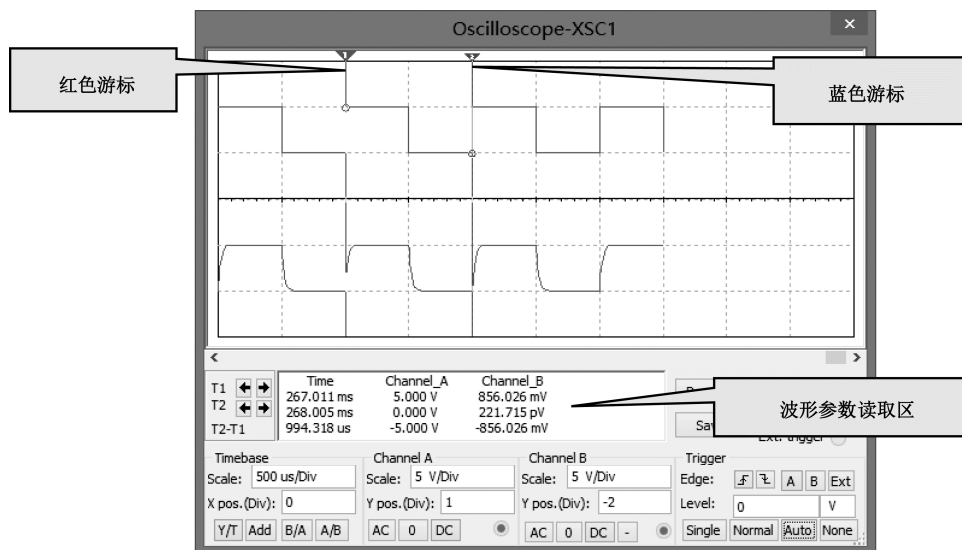 Oscilloscope-XSC1
×
红色游标
蓝色游标
1
2
T1
T2
T2-T1
Time Channel_A Channel_B
267.011 ms 5.000 V 856.026 mV
268.005 ms 0.000 V 221.715 pV
994.318 us -5.000 V -856.026 mV
波形参数读取区
Ext. trigger
Timebase
Scale: 500 us/Div
X pos.(Div): 0
Y/T Add B/A A/B
Channel A
Scale: 5 V/Div
Y pos.(Div): 1
AC 0 DC
Channel B
Scale: 5 V/Div
Y pos.(Div): -2
AC 0 DC -
Trigger
Edge: A B Ext
Level: 0 V
Single Normal Auto None